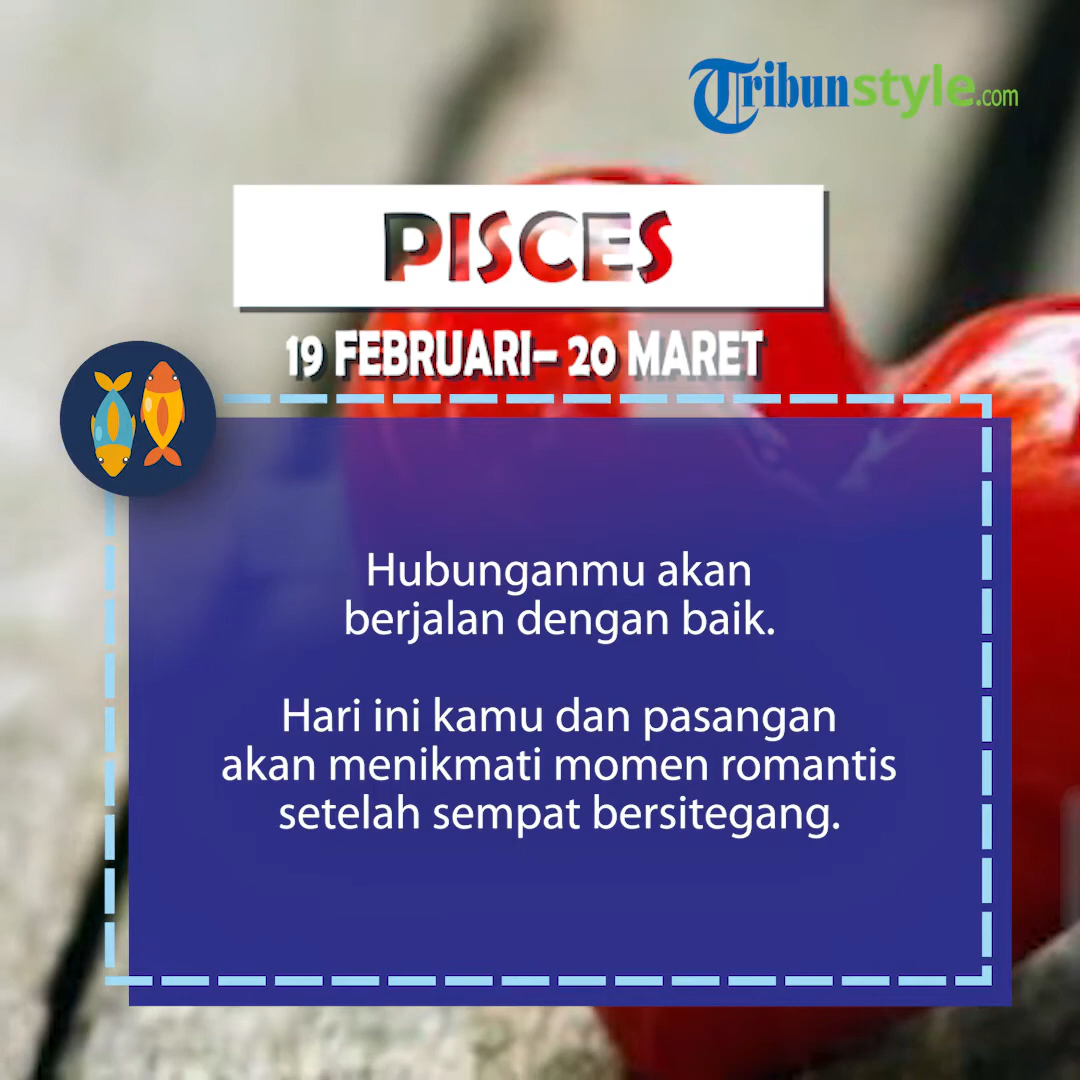 Tribunstyle.com
PISCES
19 FEBRUARI– 20 MARET
Hubunganmu akan
berjalan dengan baik.
Hari ini kamu dan pasangan
akan menikmati momen romantis
setelah sempat bersitegang.